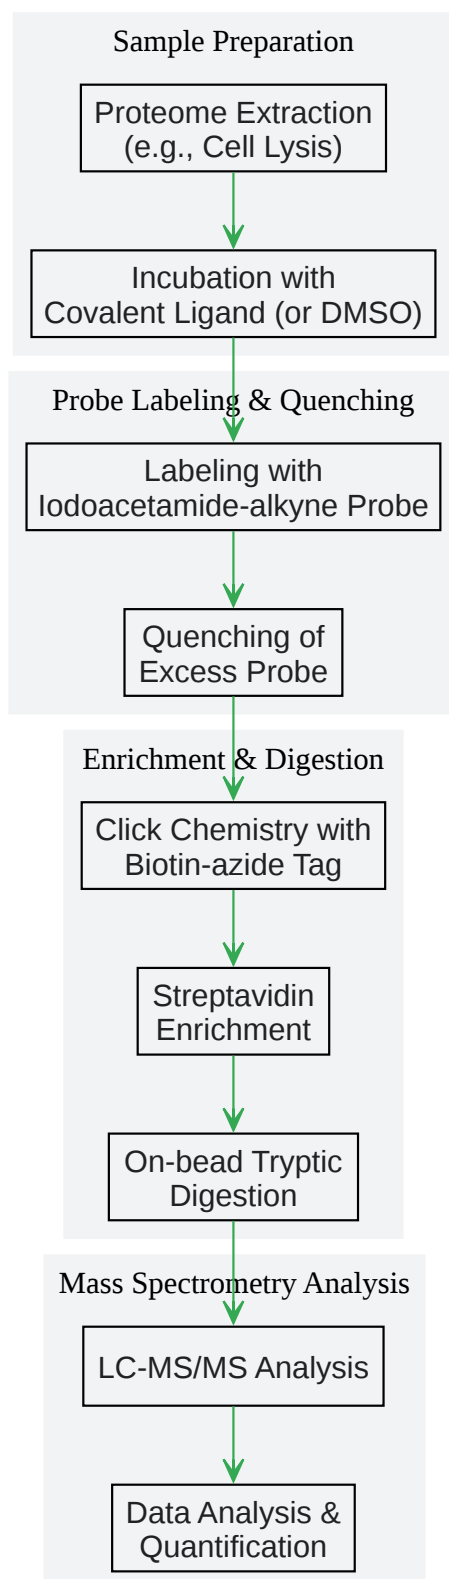 Sample Preparation
Proteome Extraction
(e.g., Cell Lysis)
Incubation with
Covalent Ligand (or DMSO)
Probe Labeling & Quenching
Labeling with
Iodoacetamide-alkyne Probe
Quenching of
Excess Probe
Enrichment & Digestion
Click Chemistry with
Biotin-azide Tag
Streptavidin
Enrichment
On-bead Tryptic
Digestion
Mass Spectrometry Analysis
LC-MS/MS Analysis
Data Analysis &
Quantification